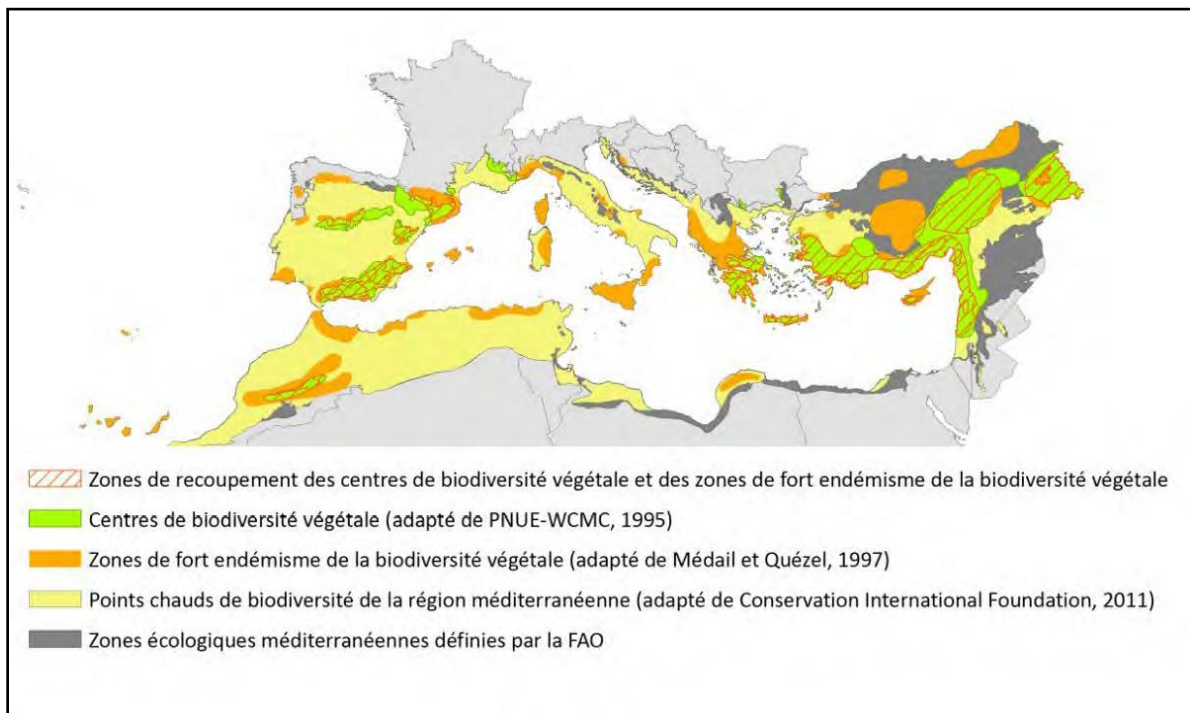 Zones de recoupement des centres de biodiversité végétale et des zones de fort endémisme de la biodiversité végétale
Centres de biodiversité végétale (adapté de PNUE-WCMC, 1995)
Zones de fort endémisme de la biodiversité végétale (adapté de Médail et Quézel, 1997)
Points chauds de biodiversité de la région méditerranéenne (adapté de Conservation International Foundation, 2011)
Zones écologiques méditerranéennes définies par la FAO